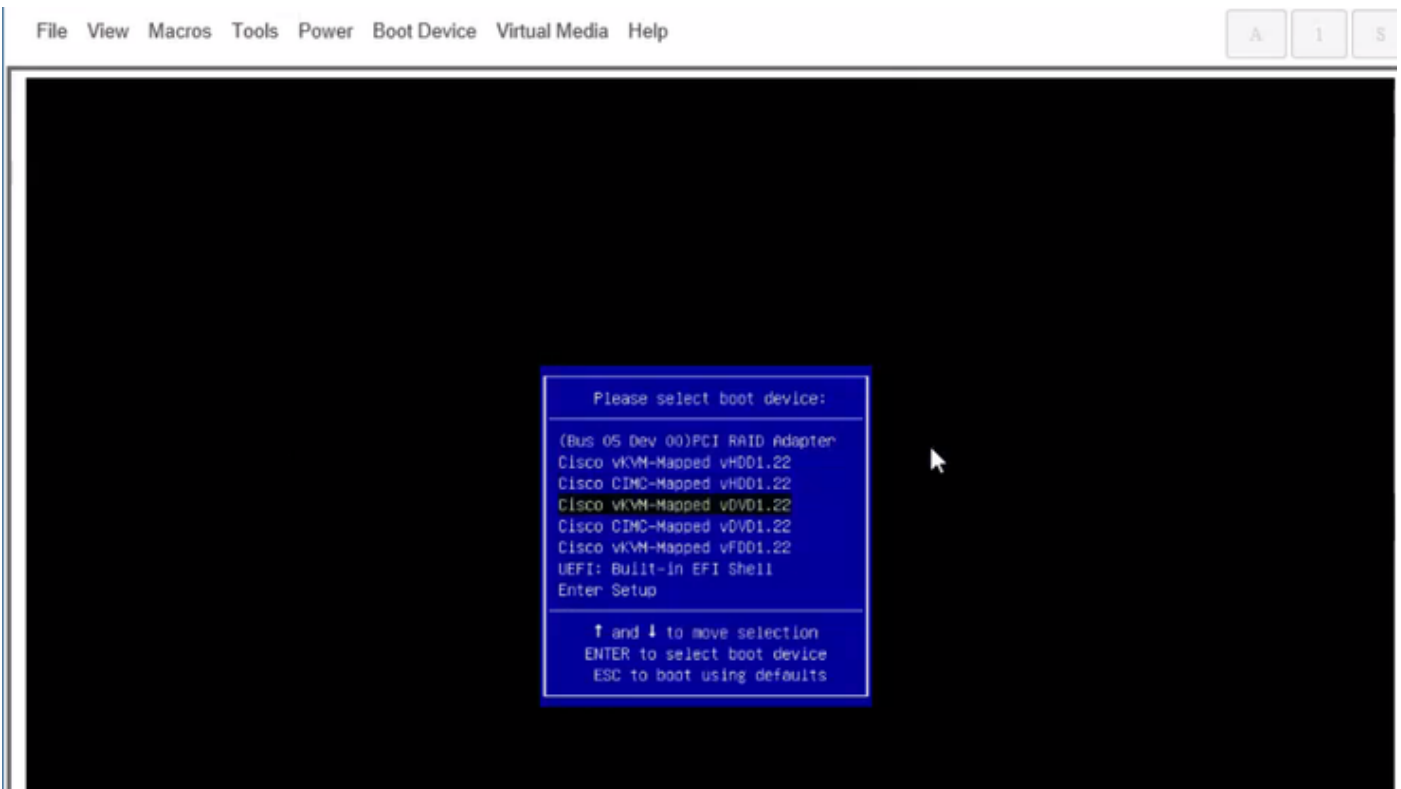 File View Macros Tools Power Boot Device Virtual Media Help
A 1 S
Please select boot device:
(Bus 05 Dev 00)PCI RAID Adapter
Cisco vKVM-Mapped vHDD1.22
Cisco CIMC-Mapped vHDD1.22
Cisco vKVM-Mapped vDVD1.22
Cisco CIMC-Mapped vDVD1.22
Cisco vKVM-Mapped vFDD1.22
UEFI: Built-in EFI Shell
Enter Setup
↑ and ↓ to move selection
ENTER to select boot device
ESC to boot using defaults